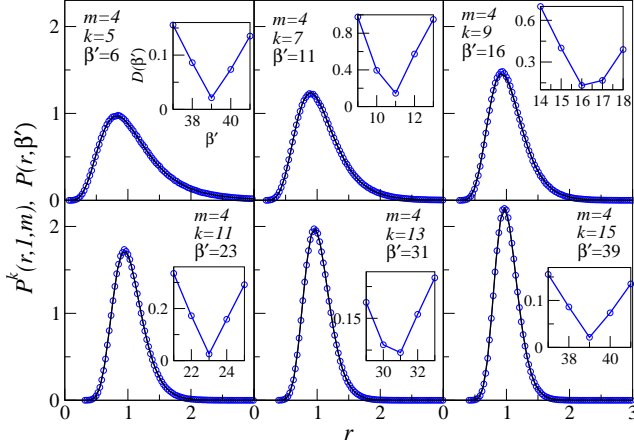 P^k(r,1,m), P(r,β′)
m=4
k=5
β′=6
D(β′)
0.1
0
38 40
β′
m=4
k=7
β′=11
0.8
0.4
0
10 12
m=4
k=9
β′=16
0.6
0.2
14 15 16 17 18
2
1
0
m=4
k=11
β′=23
0.2
0
22 24
m=4
k=13
β′=31
0.15
30 32
m=4
k=15
β′=39
0.1
0
38 40
2
1
0
0 1 2 0 1 2 0 1 2 3
r